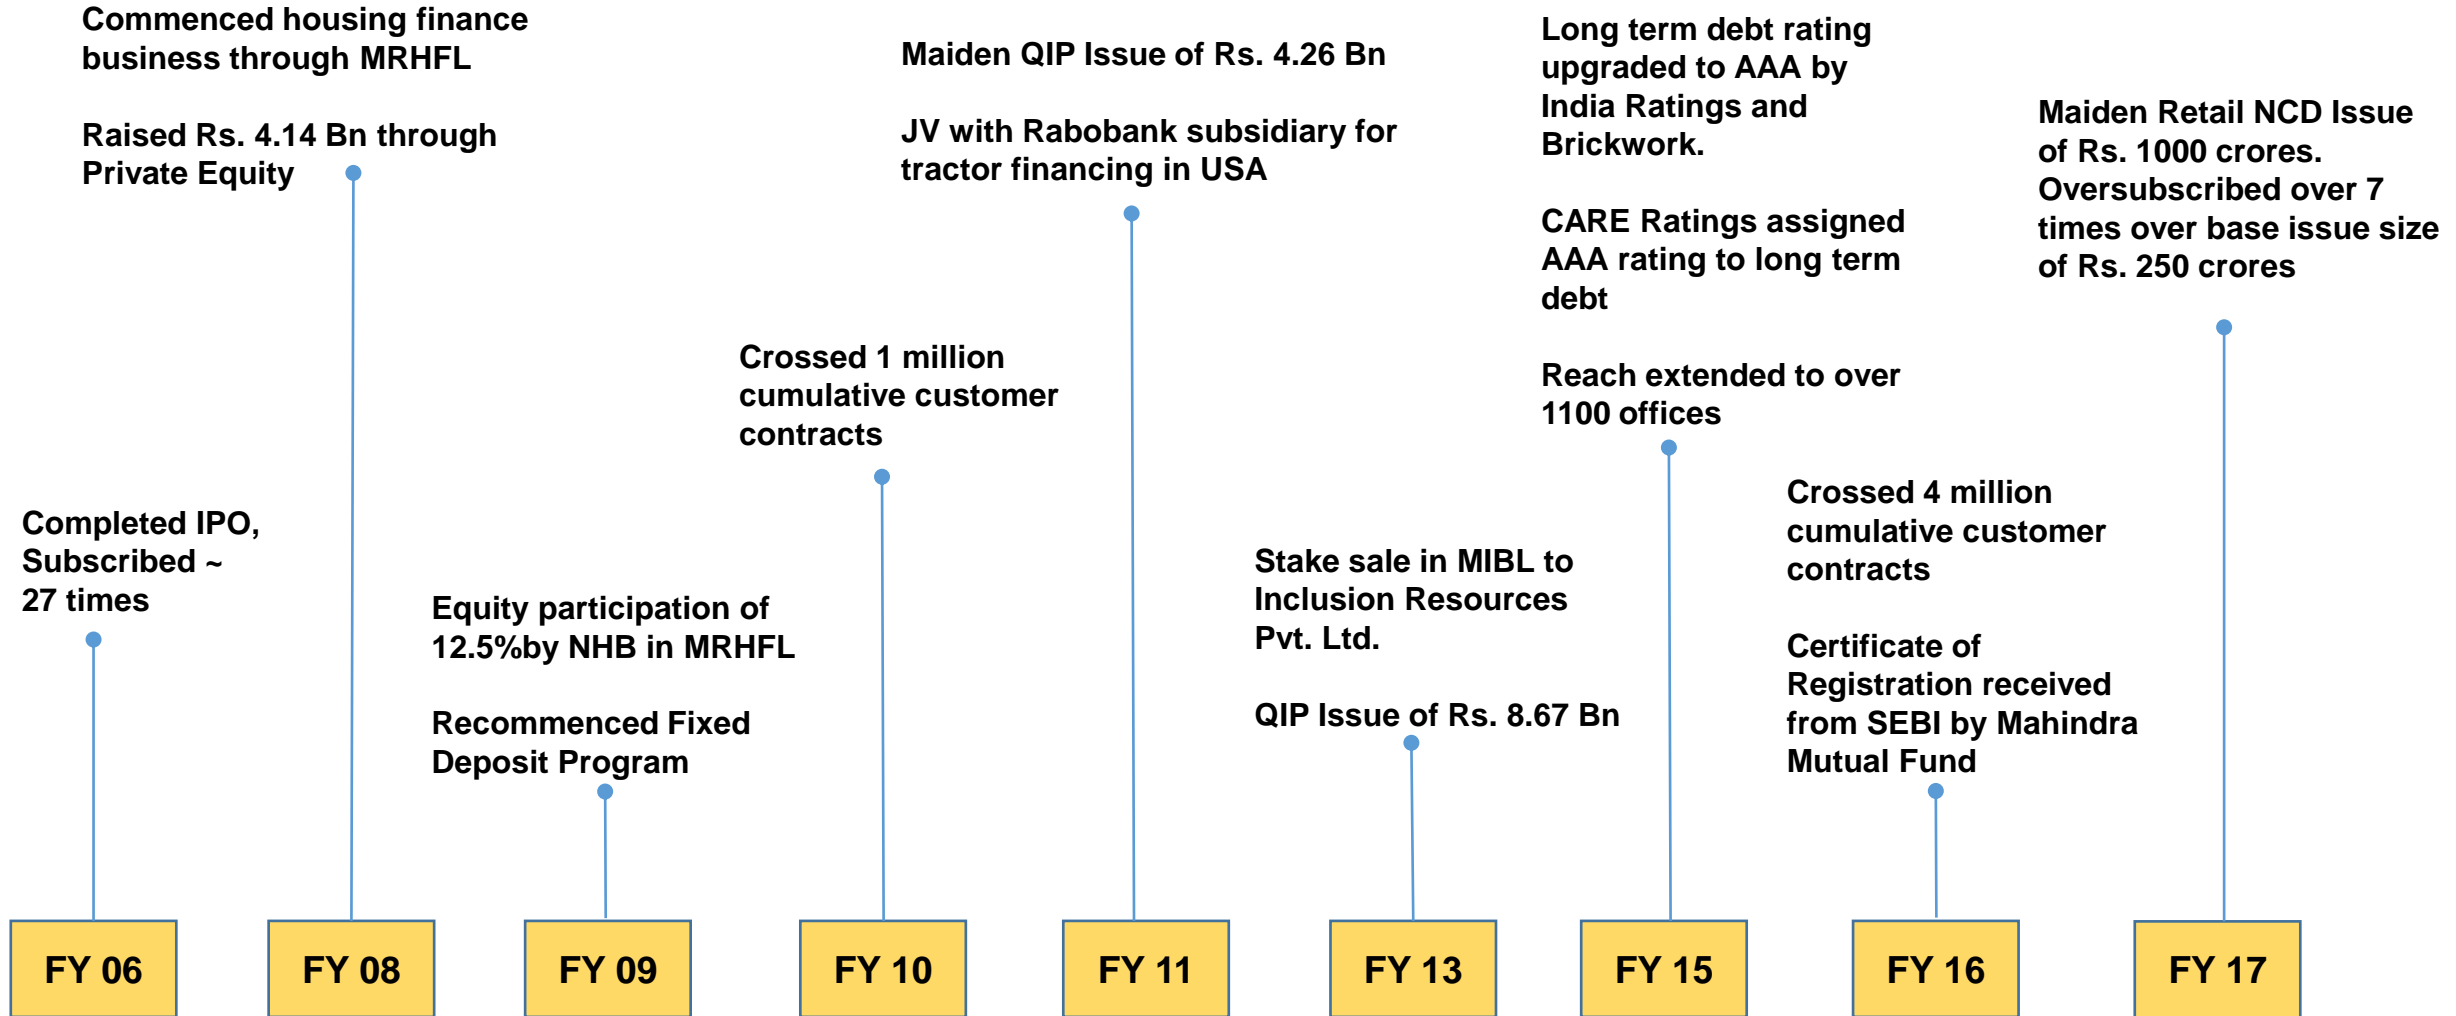 Commenced housing finance
business through MRHFL
Raised Rs. 4.14 Bn through
Private Equity
Maiden QIP Issue of Rs. 4.26 Bn
JV with Rabobank subsidiary for
tractor financing in USA
Long term debt rating
upgraded to AAA by
India Ratings and
Brickwork.
CARE Ratings assigned
AAA rating to long term
debt
Reach extended to over
1100 offices
Maiden Retail NCD Issue
of Rs. 1000 crores.
Oversubscribed over 7
times over base issue size
of Rs. 250 crores
Crossed 1 million
cumulative customer
contracts
Completed IPO,
Subscribed ~
27 times
Equity participation of
12.5%by NHB in MRHFL
Recommenced Fixed
Deposit Program
Stake sale in MIBL to
Inclusion Resources
Pvt. Ltd.
QIP Issue of Rs. 8.67 Bn
Crossed 4 million
cumulative customer
contracts
Certificate of
Registration received
from SEBI by Mahindra
Mutual Fund
FY 06
FY 08
FY 09
FY 10
FY 11
FY 13
FY 15
FY 16
FY 17